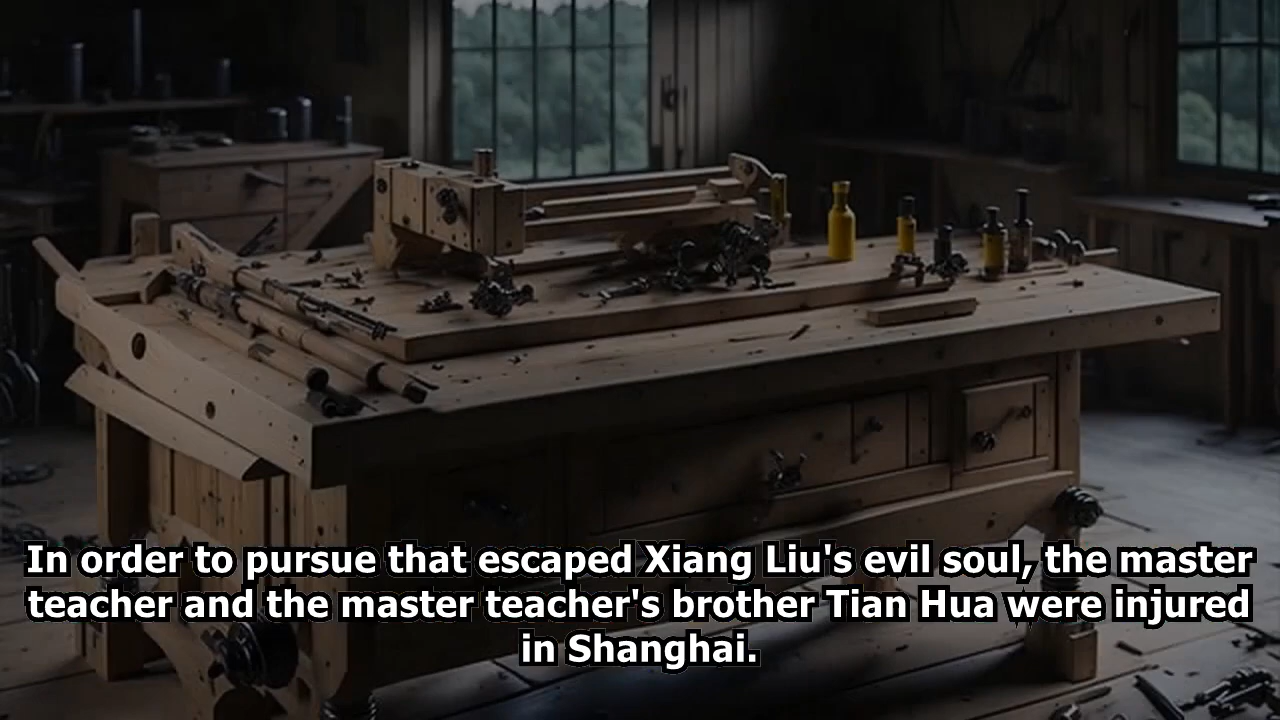 In order to pursue that escaped Xiang Liu's evil soul, the master
teacher and the master teacher's brother Tian Hua were injured
in Shanghai.